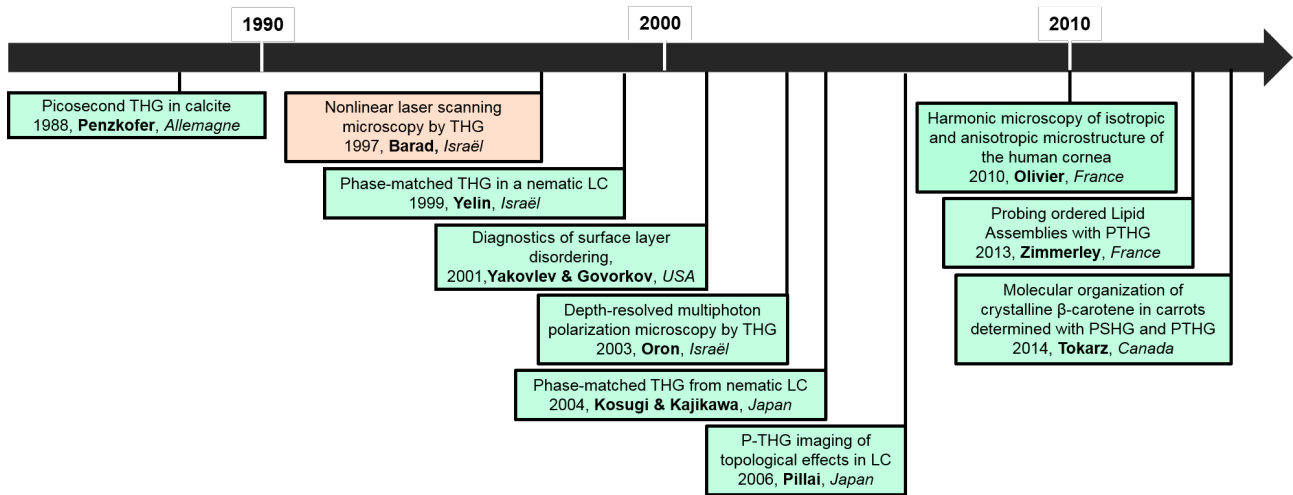 1990
2000
2010
Picosecond THG in calcite
1988, Penzkofer, Allemagne
Nonlinear laser scanning
microscopy by THG
1997, Barad, Israël
Phase-matched THG in a nematic LC
1999, Yelin, Israël
Diagnostics of surface layer
disordering,
2001,Yakovlev & Govorkov, USA
Depth-resolved multiphoton
polarization microscopy by THG
2003, Oron, Israël
Phase-matched THG from nematic LC
2004, Kosugi & Kajikawa, Japan
P-THG imaging of
topological effects in LC
2006, Pillai, Japan
Harmonic microscopy of isotropic
and anisotropic microstructure of
the human cornea
2010, Olivier, France
Probing ordered Lipid
Assemblies with PTHG
2013, Zimmerley, France
Molecular organization of
crystalline β-carotene in carrots
determined with PSHG and PTHG
2014, Tokarz, Canada